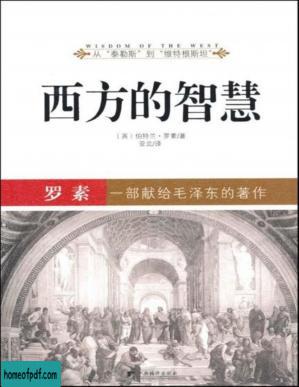 WISDOM OF THE WEST
从“泰勒斯”到“维特根斯坦”
西方的智慧
（英）伯特兰·罗素/著
亚北/译
罗素 一部献给毛泽东的著作
homeofpdf.com